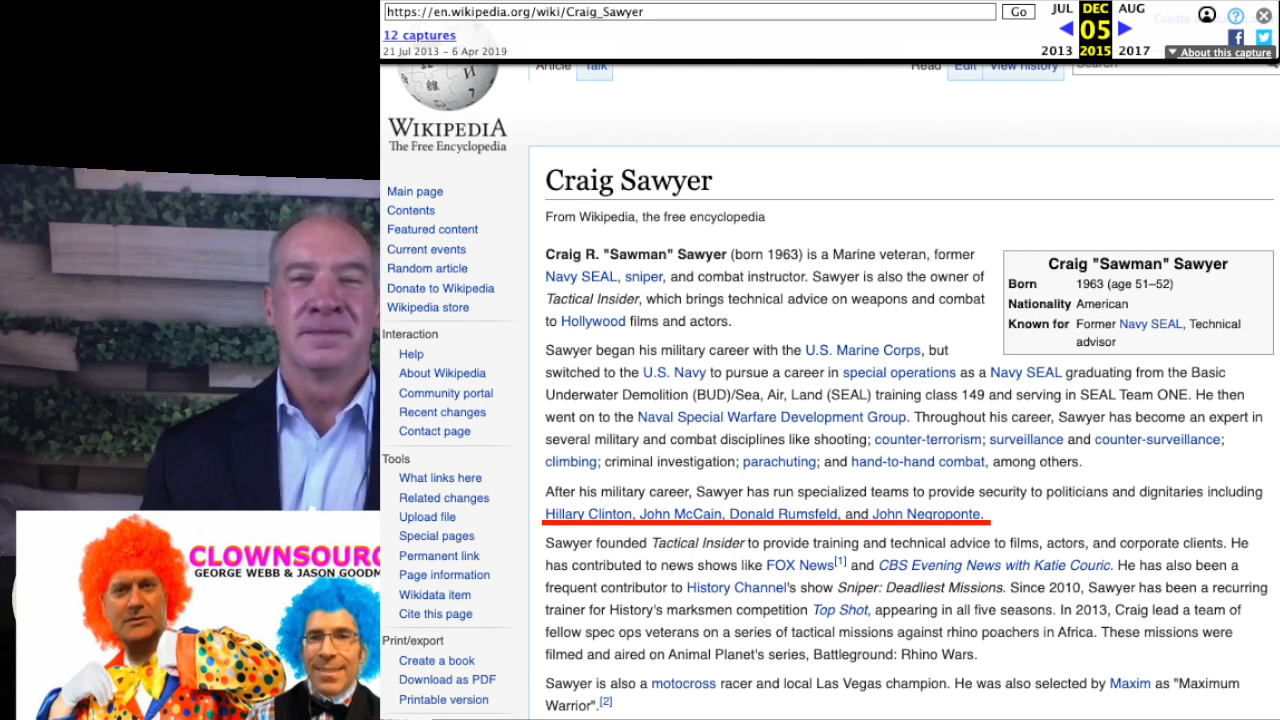 https://en.wikipedia.org/wiki/Craig_Sawyer
Go
JUL DEC AUG
12 captures
05
21 Jul 2013 – 6 Apr 2019
2013 2015 2017
▼ About this capture
Article Talk
Read Edit View history
WIKIPEDIA
The Free Encyclopedia
Main page
Contents
Featured content
Current events
Random article
Donate to Wikipedia
Wikipedia store
Interaction
Help
About Wikipedia
Community portal
Recent changes
Contact page
Tools
What links here
Related changes
Upload file
Special pages
Permanent link
Page information
Wikidata item
Cite this page
Print/export
Create a book
Download as PDF
Printable version
Craig Sawyer
From Wikipedia, the free encyclopedia
Craig R. "Sawman" Sawyer (born 1963) is a Marine veteran, former
Navy SEAL, sniper, and combat instructor. Sawyer is also the owner of
Tactical Insider, which brings technical advice on weapons and combat
to Hollywood films and actors.
Craig "Sawman" Sawyer
Born 1963 (age 51–52)
Nationality American
Known for Former Navy SEAL, Technical
advisor
Sawyer began his military career with the U.S. Marine Corps, but
switched to the U.S. Navy to pursue a career in special operations as a Navy SEAL graduating from the Basic
Underwater Demolition (BUD)/Sea, Air, Land (SEAL) training class 149 and serving in SEAL Team ONE. He then
went on to the Naval Special Warfare Development Group. Throughout his career, Sawyer has become an expert in
several military and combat disciplines like shooting; counter-terrorism; surveillance and counter-surveillance;
climbing; criminal investigation; parachuting; and hand-to-hand combat, among others.
After his military career, Sawyer has run specialized teams to provide security to politicians and dignitaries including
Hillary Clinton, John McCain, Donald Rumsfeld, and John Negroponte.
Sawyer founded Tactical Insider to provide training and technical advice to films, actors, and corporate clients. He
has contributed to news shows like FOX News[1] and CBS Evening News with Katie Couric. He has also been a
frequent contributor to History Channel's show Sniper: Deadliest Missions. Since 2010, Sawyer has been a recurring
trainer for History's marksmen competition Top Shot, appearing in all five seasons. In 2013, Craig lead a team of
fellow spec ops veterans on a series of tactical missions against rhino poachers in Africa. These missions were
filmed and aired on Animal Planet's series, Battleground: Rhino Wars.
Sawyer is also a motocross racer and local Las Vegas champion. He was also selected by Maxim as "Maximum
Warrior".[2]
CLOWNSOURC
GEORGE WEBB & JASON GOODM